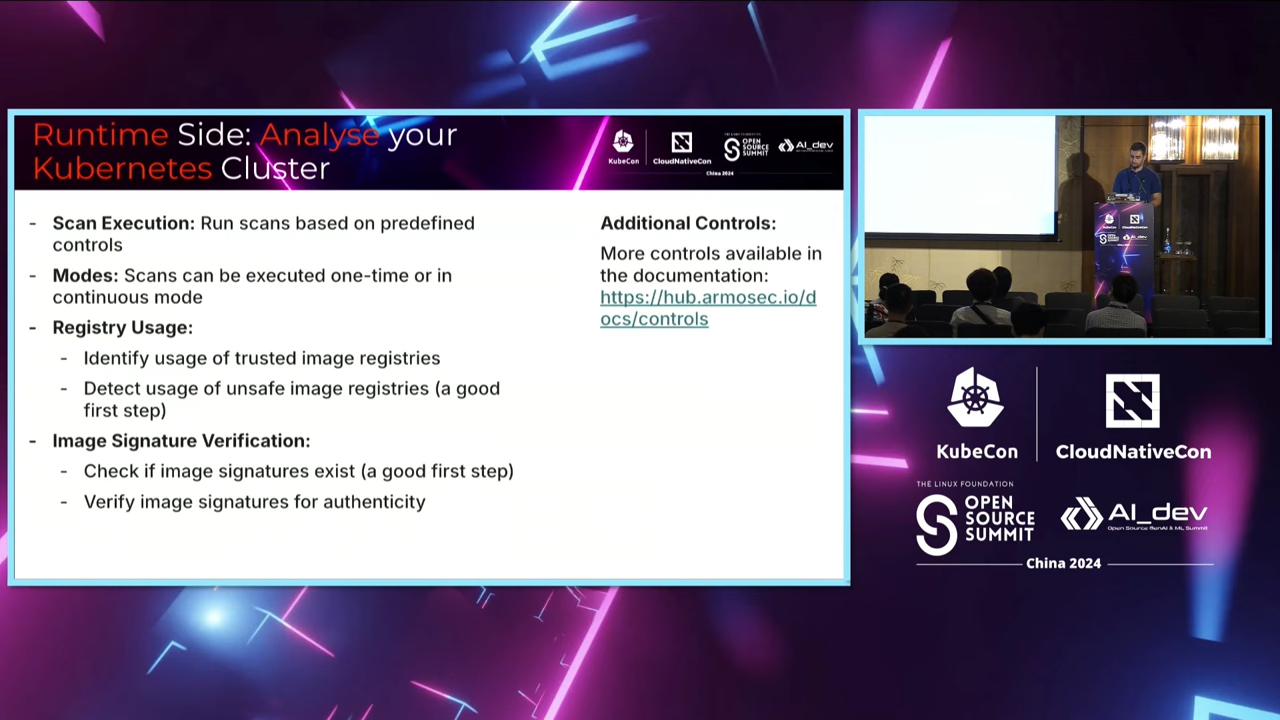 Runtime Side: Analyse your
Kubernetes Cluster
KubeCon
CloudNativeCon
THE LINUX FOUNDATION
OPEN
SOURCE
SUMMIT
AI_dev
China 2024
- Scan Execution: Run scans based on predefined
controls
- Modes: Scans can be executed one-time or in
continuous mode
- Registry Usage:
- Identify usage of trusted image registries
- Detect usage of unsafe image registries (a good
first step)
- Image Signature Verification:
- Check if image signatures exist (a good first step)
- Verify image signatures for authenticity
Additional Controls:
More controls available in
the documentation:
https://hub.armosec.io/d
ocs/controls
KubeCon
CloudNativeCon
THE LINUX FOUNDATION
OPEN
SOURCE
SUMMIT
AI_dev
Open Source GenAI & ML Summit
China 2024